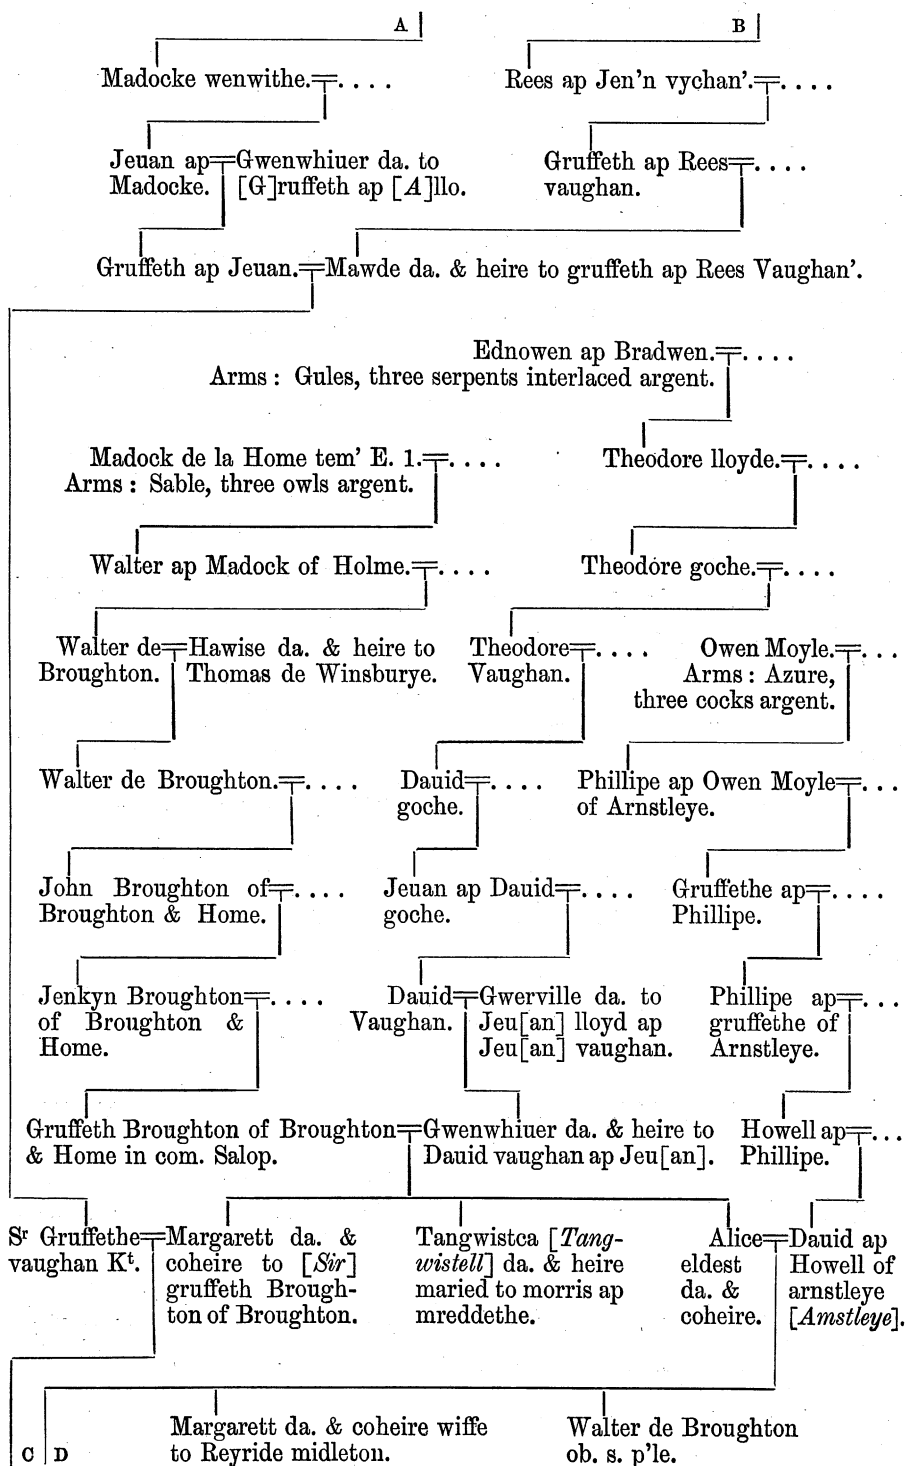 A B
Madocke wenwithe.=.... Rees ap Jen'n vychan'.=....
Jeuan ap=Gwenwhiuer da. to Gruffeth ap Rees=....
Madocke. [G]ruffeth ap [A]llo. vaughan.
Gruffeth ap Jeuan.=Mawde da. & heire to gruffeth ap Rees Vaughan'.
Ednowen ap Bradwen.=....
Arms : Gules, three serpents interlaced argent.
Madock de la Home tem' E. 1.=.... Theodore lloyde.=....
Arms : Sable, three owls argent.
Walter ap Madock of Holme.=.... Theodore goche.=....
Walter de=Hawise da. & heire to Theodore=.... Owen Moyle.=...
Broughton. Thomas de Winsburye. Vaughan. Arms : Azure,
three cocks argent.
Walter de Broughton.=.... Dauid=.... Phillipe ap Owen Moyle=...
goche. of Arnstleye.
John Broughton of=.... Jeuan ap Dauid=.... Gruffethe ap=....
Broughton & Home. goche. Phillipe.
Jenkyn Broughton=.... Dauid=Gwerville da. to Phillipe ap=...
of Broughton & Vaughan. Jeu[an] lloyd ap gruffethe of
Home. Jeu[an] vaughan. Arnstleye.
Gruffeth Broughton of Broughton=Gwenwhiuer da. & heire to Howell ap=...
& Home in com. Salop. Dauid vaughan ap Jeu[an]. Phillipe.
Sr Gruffethe=Margarett da. & Tangwistca [Tang- Alice=Dauid ap
vaughan Kt. coheire to [Sir] wistell] da. & heire eldest Howell of
gruffeth Brough- maried to morris ap da. & arnstleye
ton of Broughton. mreddethe. coheire. [Amstleye].
Margarett da. & coheire wiffe Walter de Broughton
C D to Reyride midleton. ob. s. p'le.